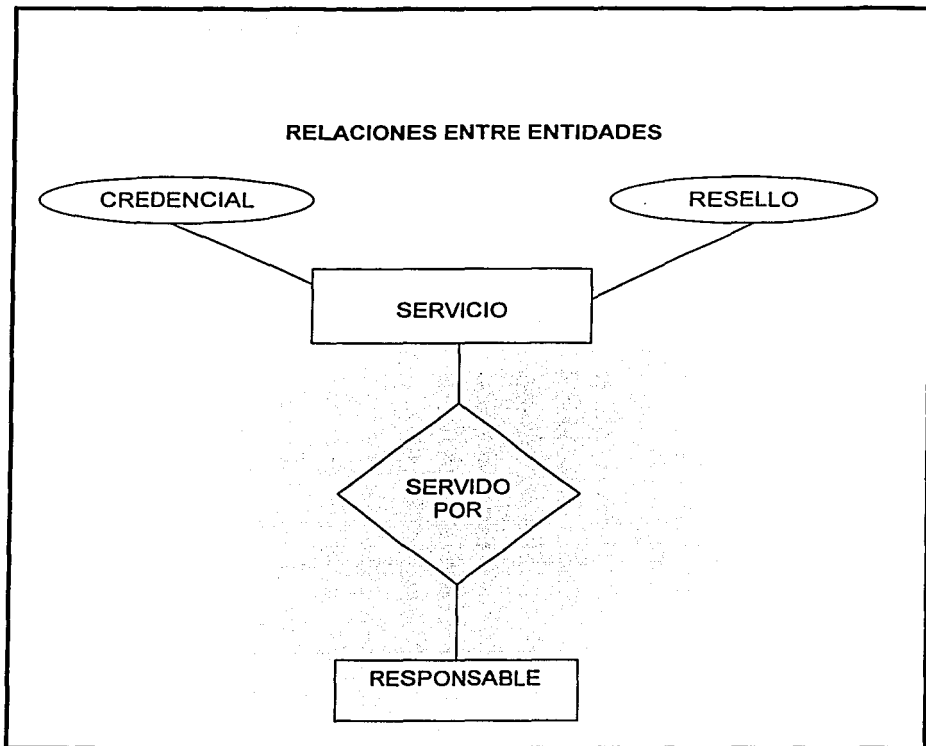 RELACIONES ENTRE ENTIDADES
CREDENCIAL
RESELLO
SERVICIO
SERVIDO
POR
RESPONSABLE